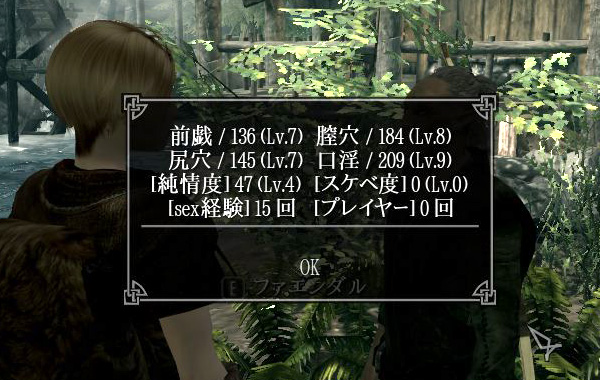 前戯 / 136 (Lv.7) 膣穴 / 184 (Lv.8)
尻穴 / 145 (Lv.7) 口淫 / 209 (Lv.9)
[純情度] 47 (Lv.4) [スケベ度] 0 (Lv.0)
[sex経験] 15 回 [プレイヤー] 0 回
OK
E ファエンダル